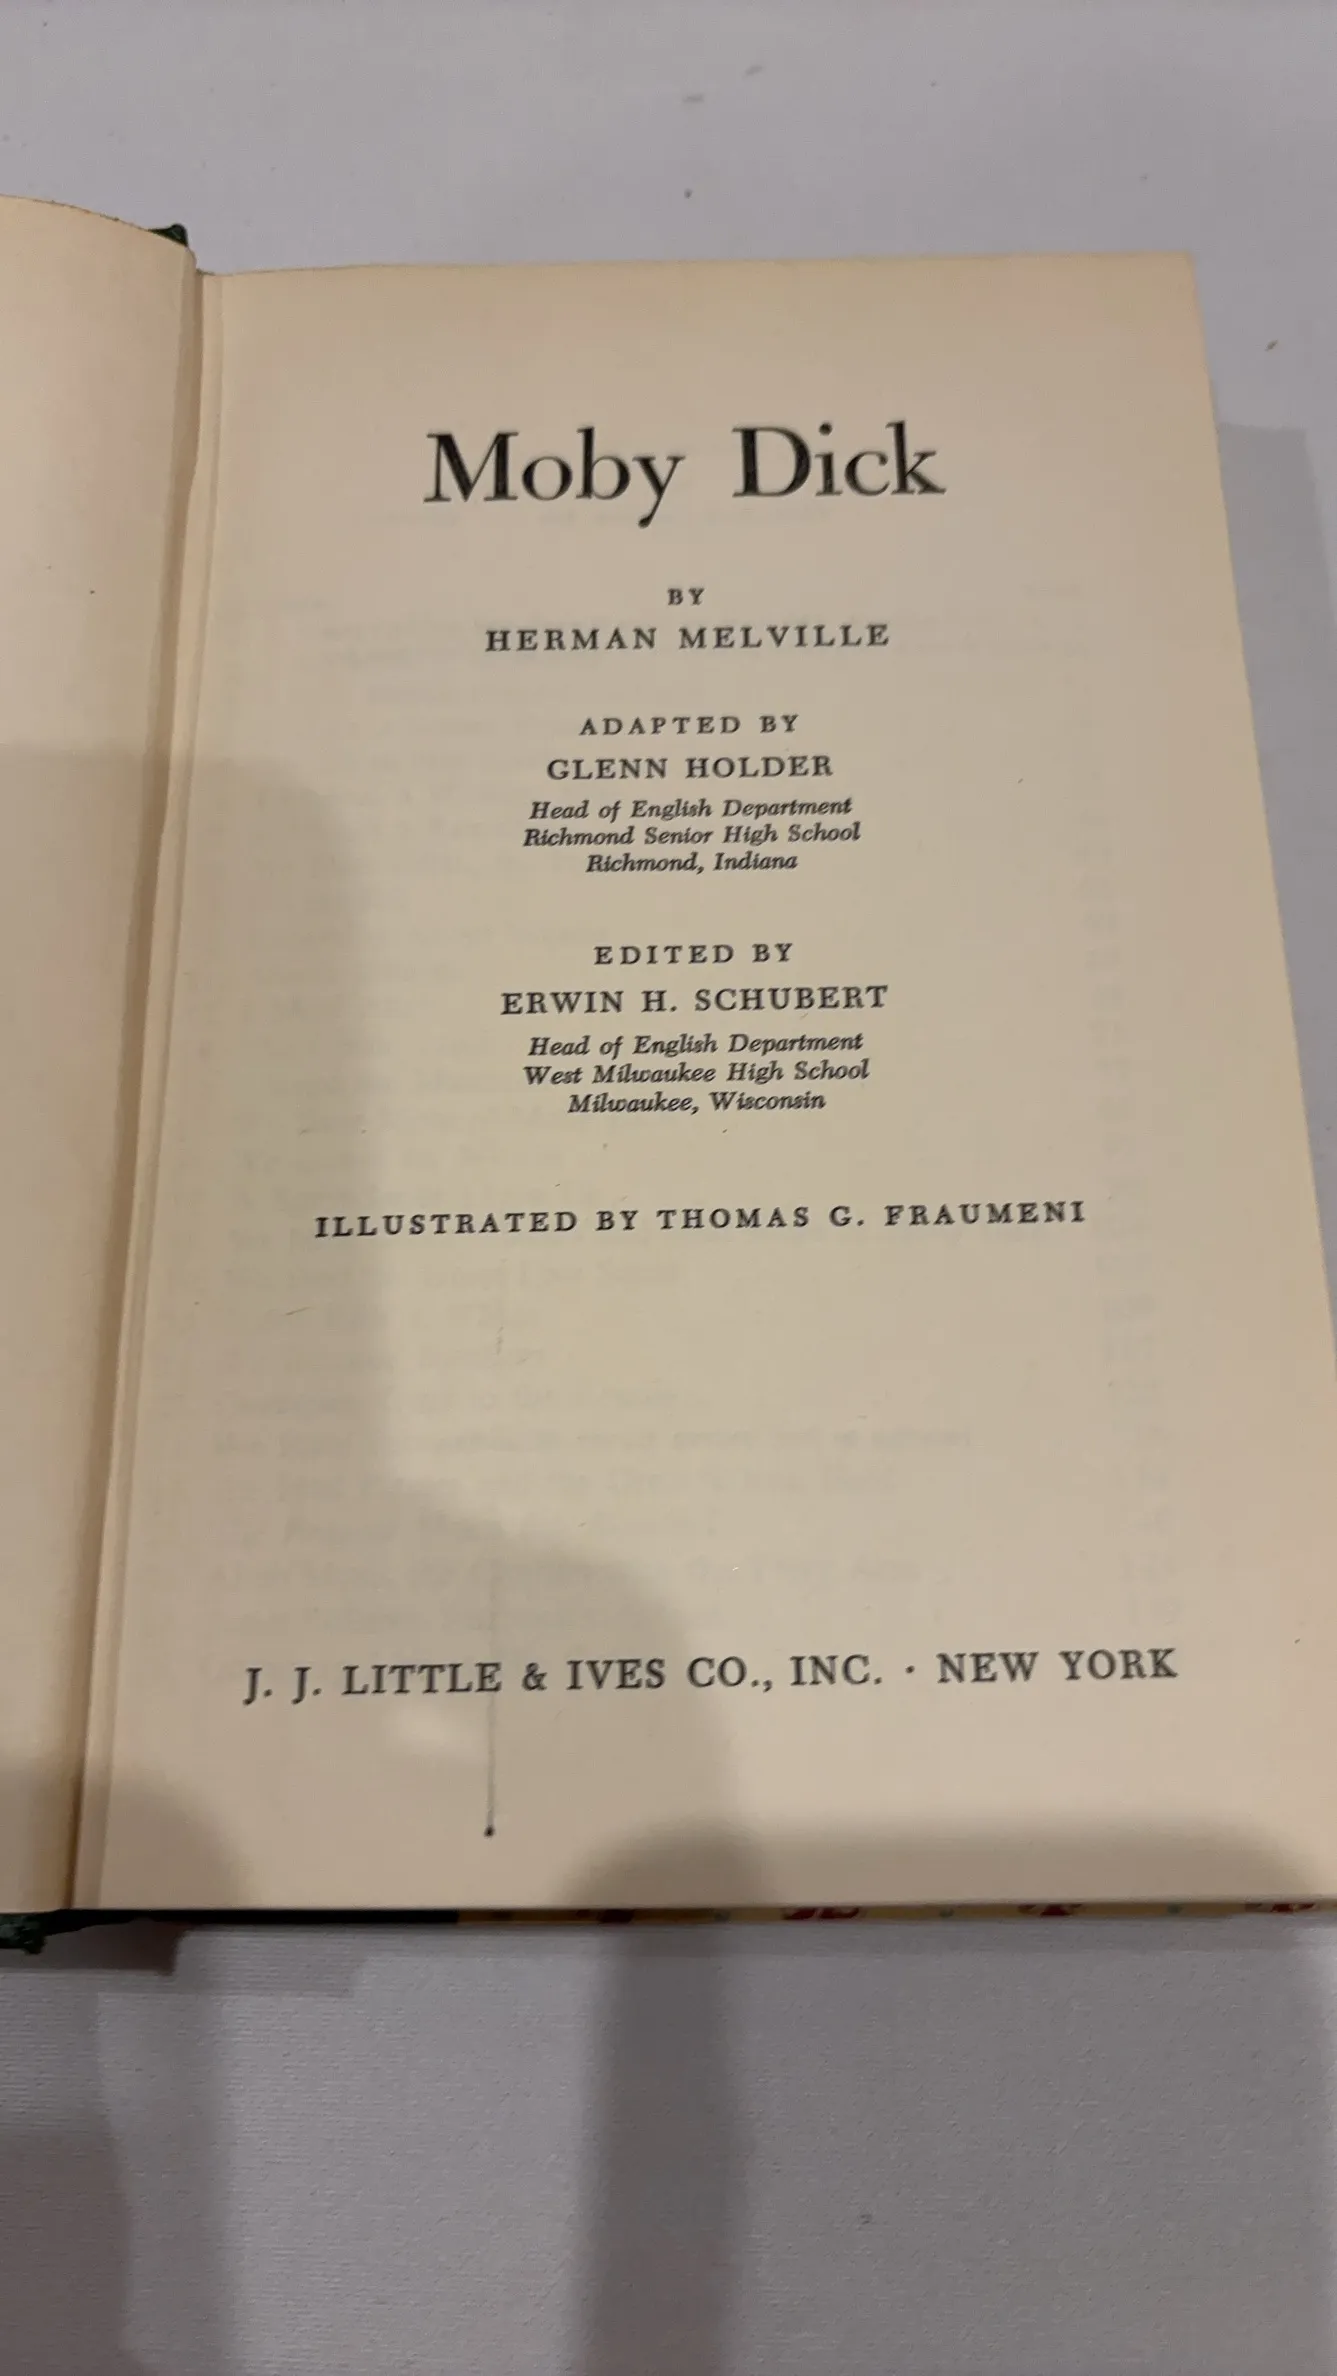 Moby Dick
BY
HERMAN MELVILLE
ADAPTED BY
GLENN HOLDER
Head of English Department
Richmond Senior High School
Richmond, Indiana
EDITED BY
ERWIN H. SCHUBERT
Head of English Department
West Milwaukee High School
Milwaukee, Wisconsin
ILLUSTRATED BY THOMAS G. FRAUMENI
J. J. LITTLE & IVES CO., INC. · NEW YORK